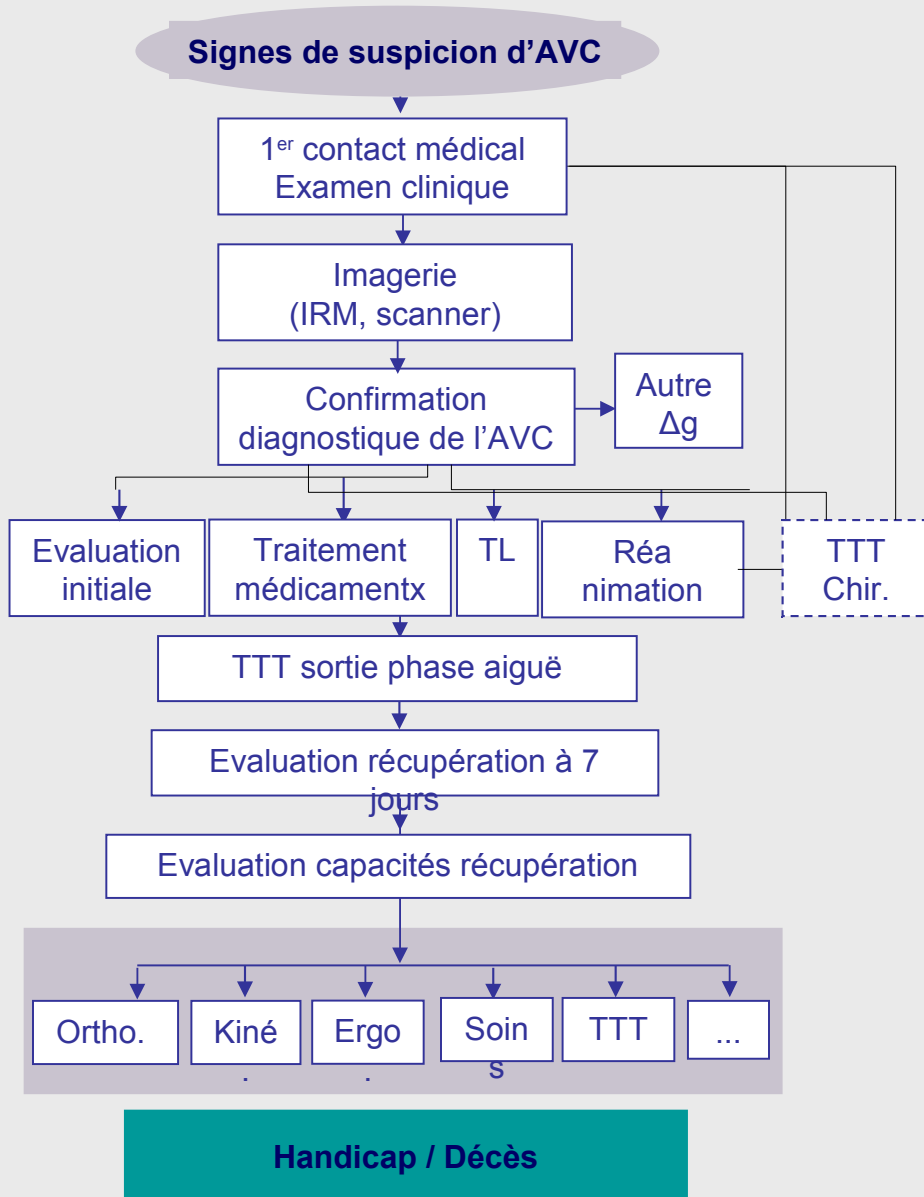 Signes de suspicion d’AVC
1er contact médical
Examen clinique
Imagerie
(IRM, scanner)
Confirmation
diagnostique de l’AVC
Autre
Δg
Evaluation
initiale
Traitement
médicamentx
TL
Réa
nimation
TTT
Chir.
TTT sortie phase aiguë
Evaluation récupération à 7
jours
Evaluation capacités récupération
Ortho.
Kiné
.
Ergo
.
Soin
s
TTT
...
Handicap / Décès